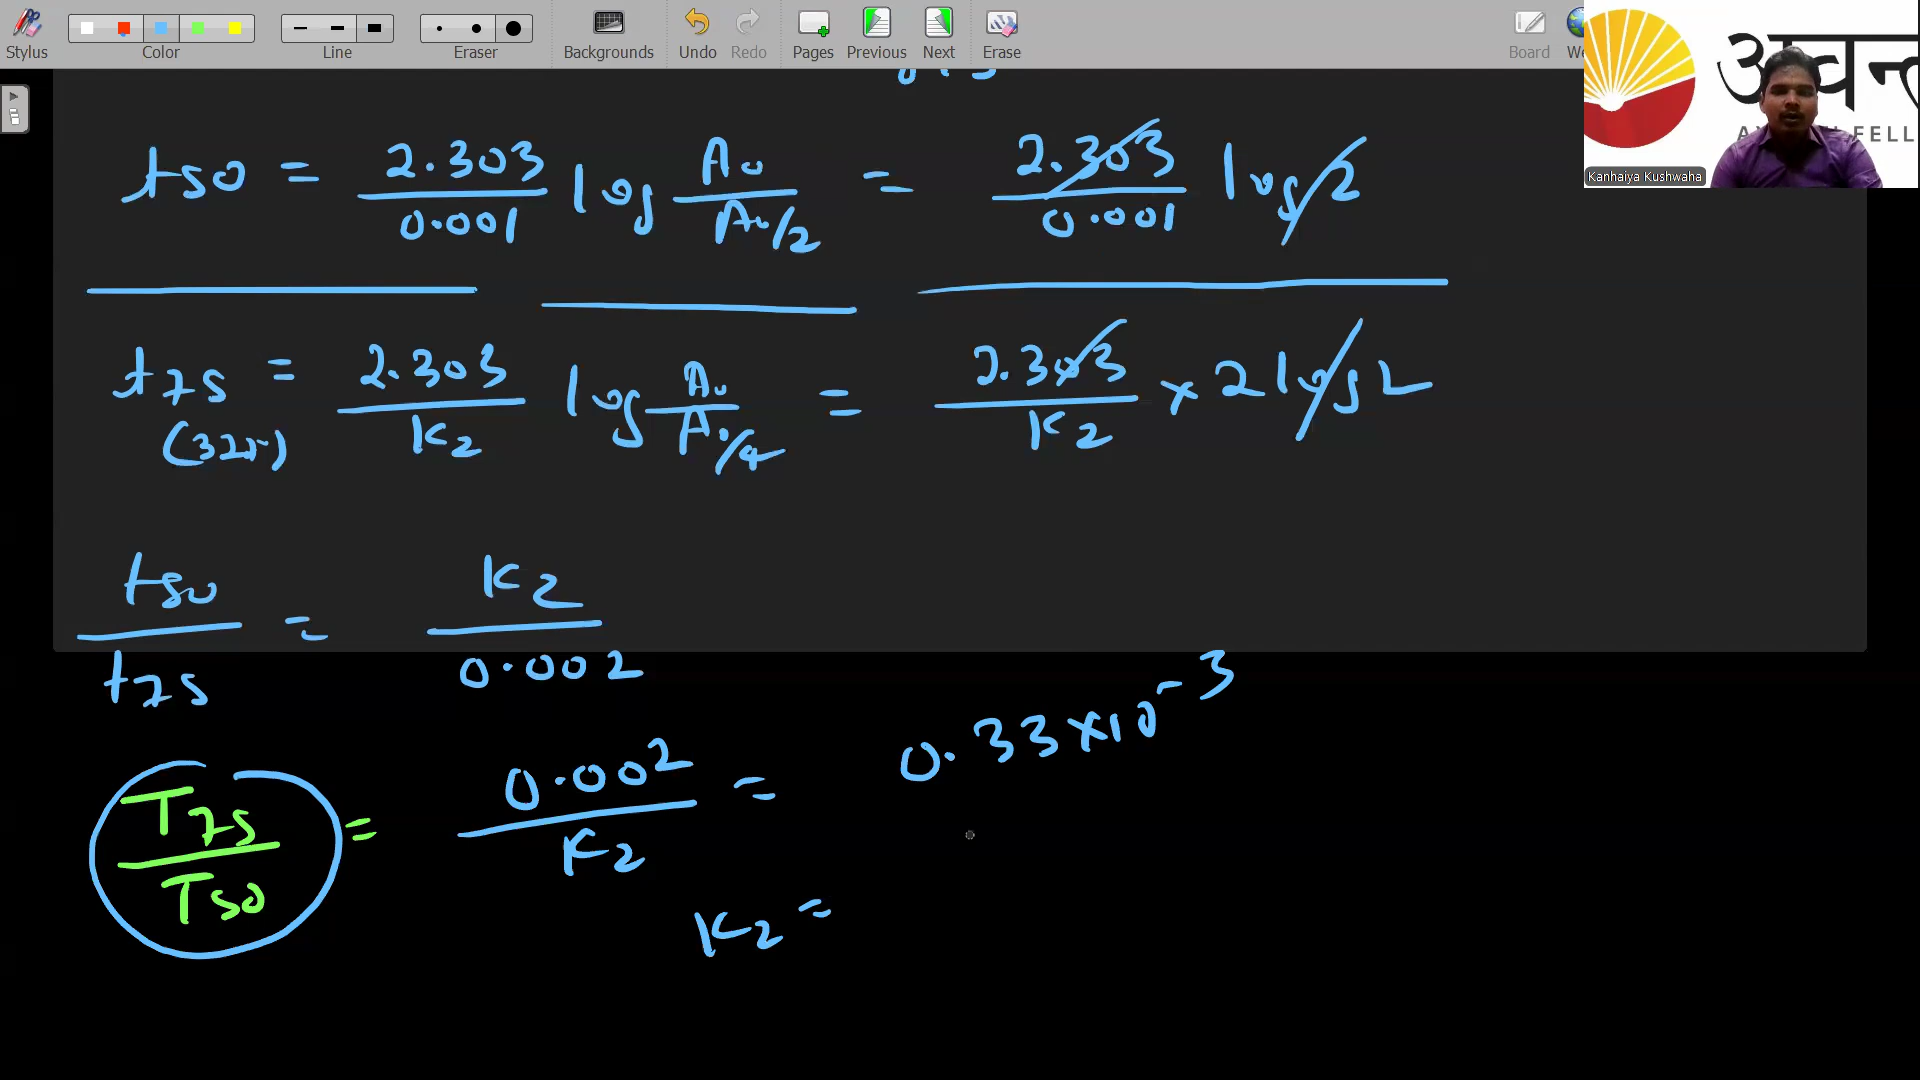 Stylus Color Line Eraser Backgrounds Undo Redo Pages Previous Next Erase Board
अवन्त
FELL
Kanhaiya Kushwaha
t50 = 2.303/0.001 log A0/(A0/2) = 2.303/0.001 log 2
t75 = 2.303/K2 log A0/(A0/4) = 2.303/K2 × 2 log 2
t50/t75 = K2/0.002
0.33×10^-3
T75/T50 = 0.002/K2 =
K2 =